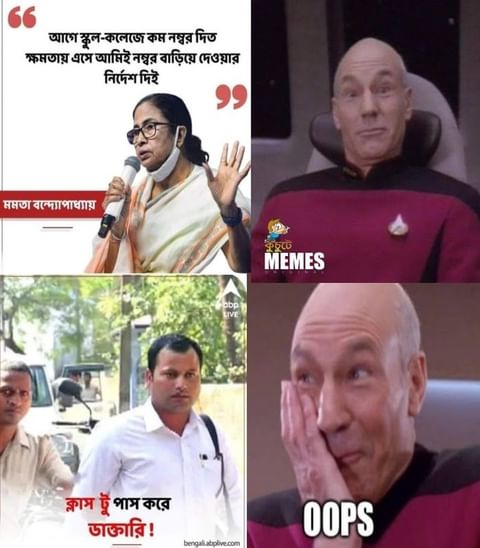 আগে স্কুল-কলেজে কম নম্বর দিত
ক্ষমতায় এসে আমিই নম্বর বাড়িয়ে দেওয়ার
নির্দেশ দিই
মমতা বন্দ্যোপাধ্যায়
কুচুটে
MEMES
abp
LIVE
ক্লাস টু পাস করে
ডাক্তারি !
bengali.abplive.com
OOPS